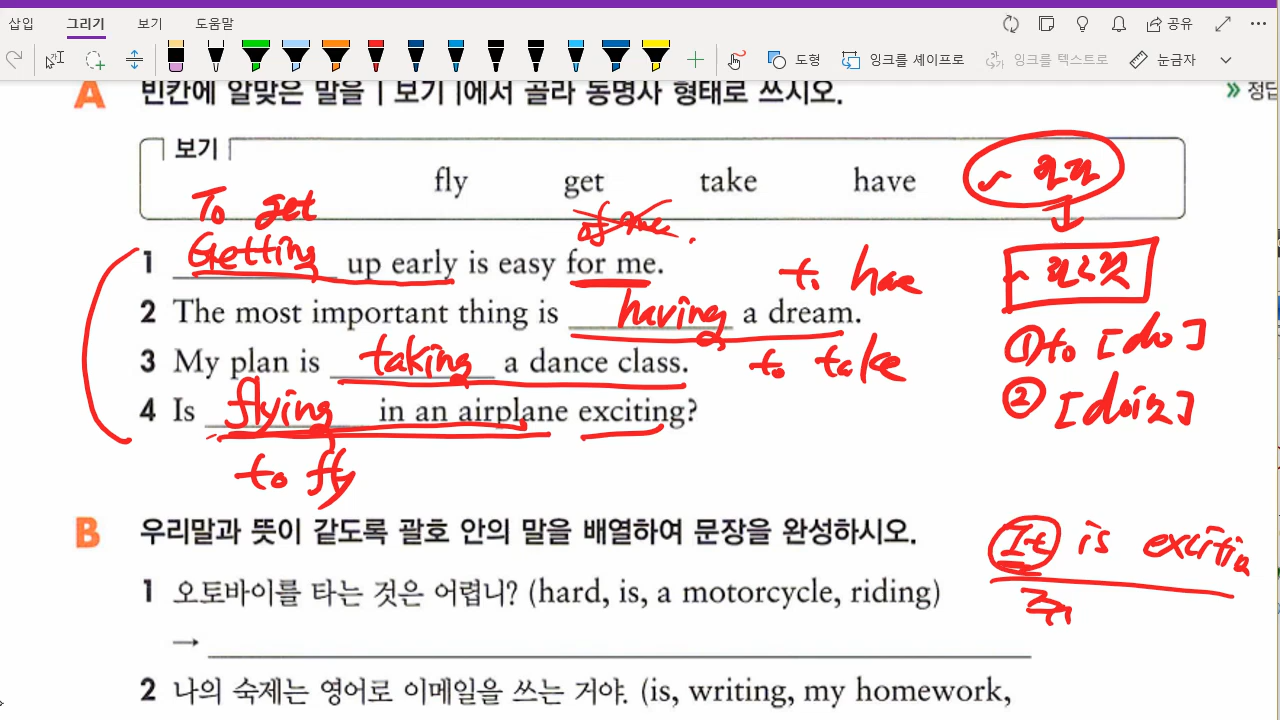 삽입 그리기 보기 도움말 공유
도형 잉크를 셰이프로 잉크를 텍스트로 눈금자
A 빈칸에 알맞은 말을 | 보기 |에서 골라 동명사 형태로 쓰시오. » 정답
보기
fly get take have
To get
1 Getting up early is easy for me.
to have
2 The most important thing is having a dream.
3 My plan is taking a dance class.
to take
① to [do]
4 Is flying in an airplane exciting?
② [doing]
to fly
B 우리말과 뜻이 같도록 괄호 안의 말을 배열하여 문장을 완성하시오.
It is exciting
1 오토바이를 타는 것은 어렵니? (hard, is, a motorcycle, riding)
→
2 나의 숙제는 영어로 이메일을 쓰는 거야. (is, writing, my homework,